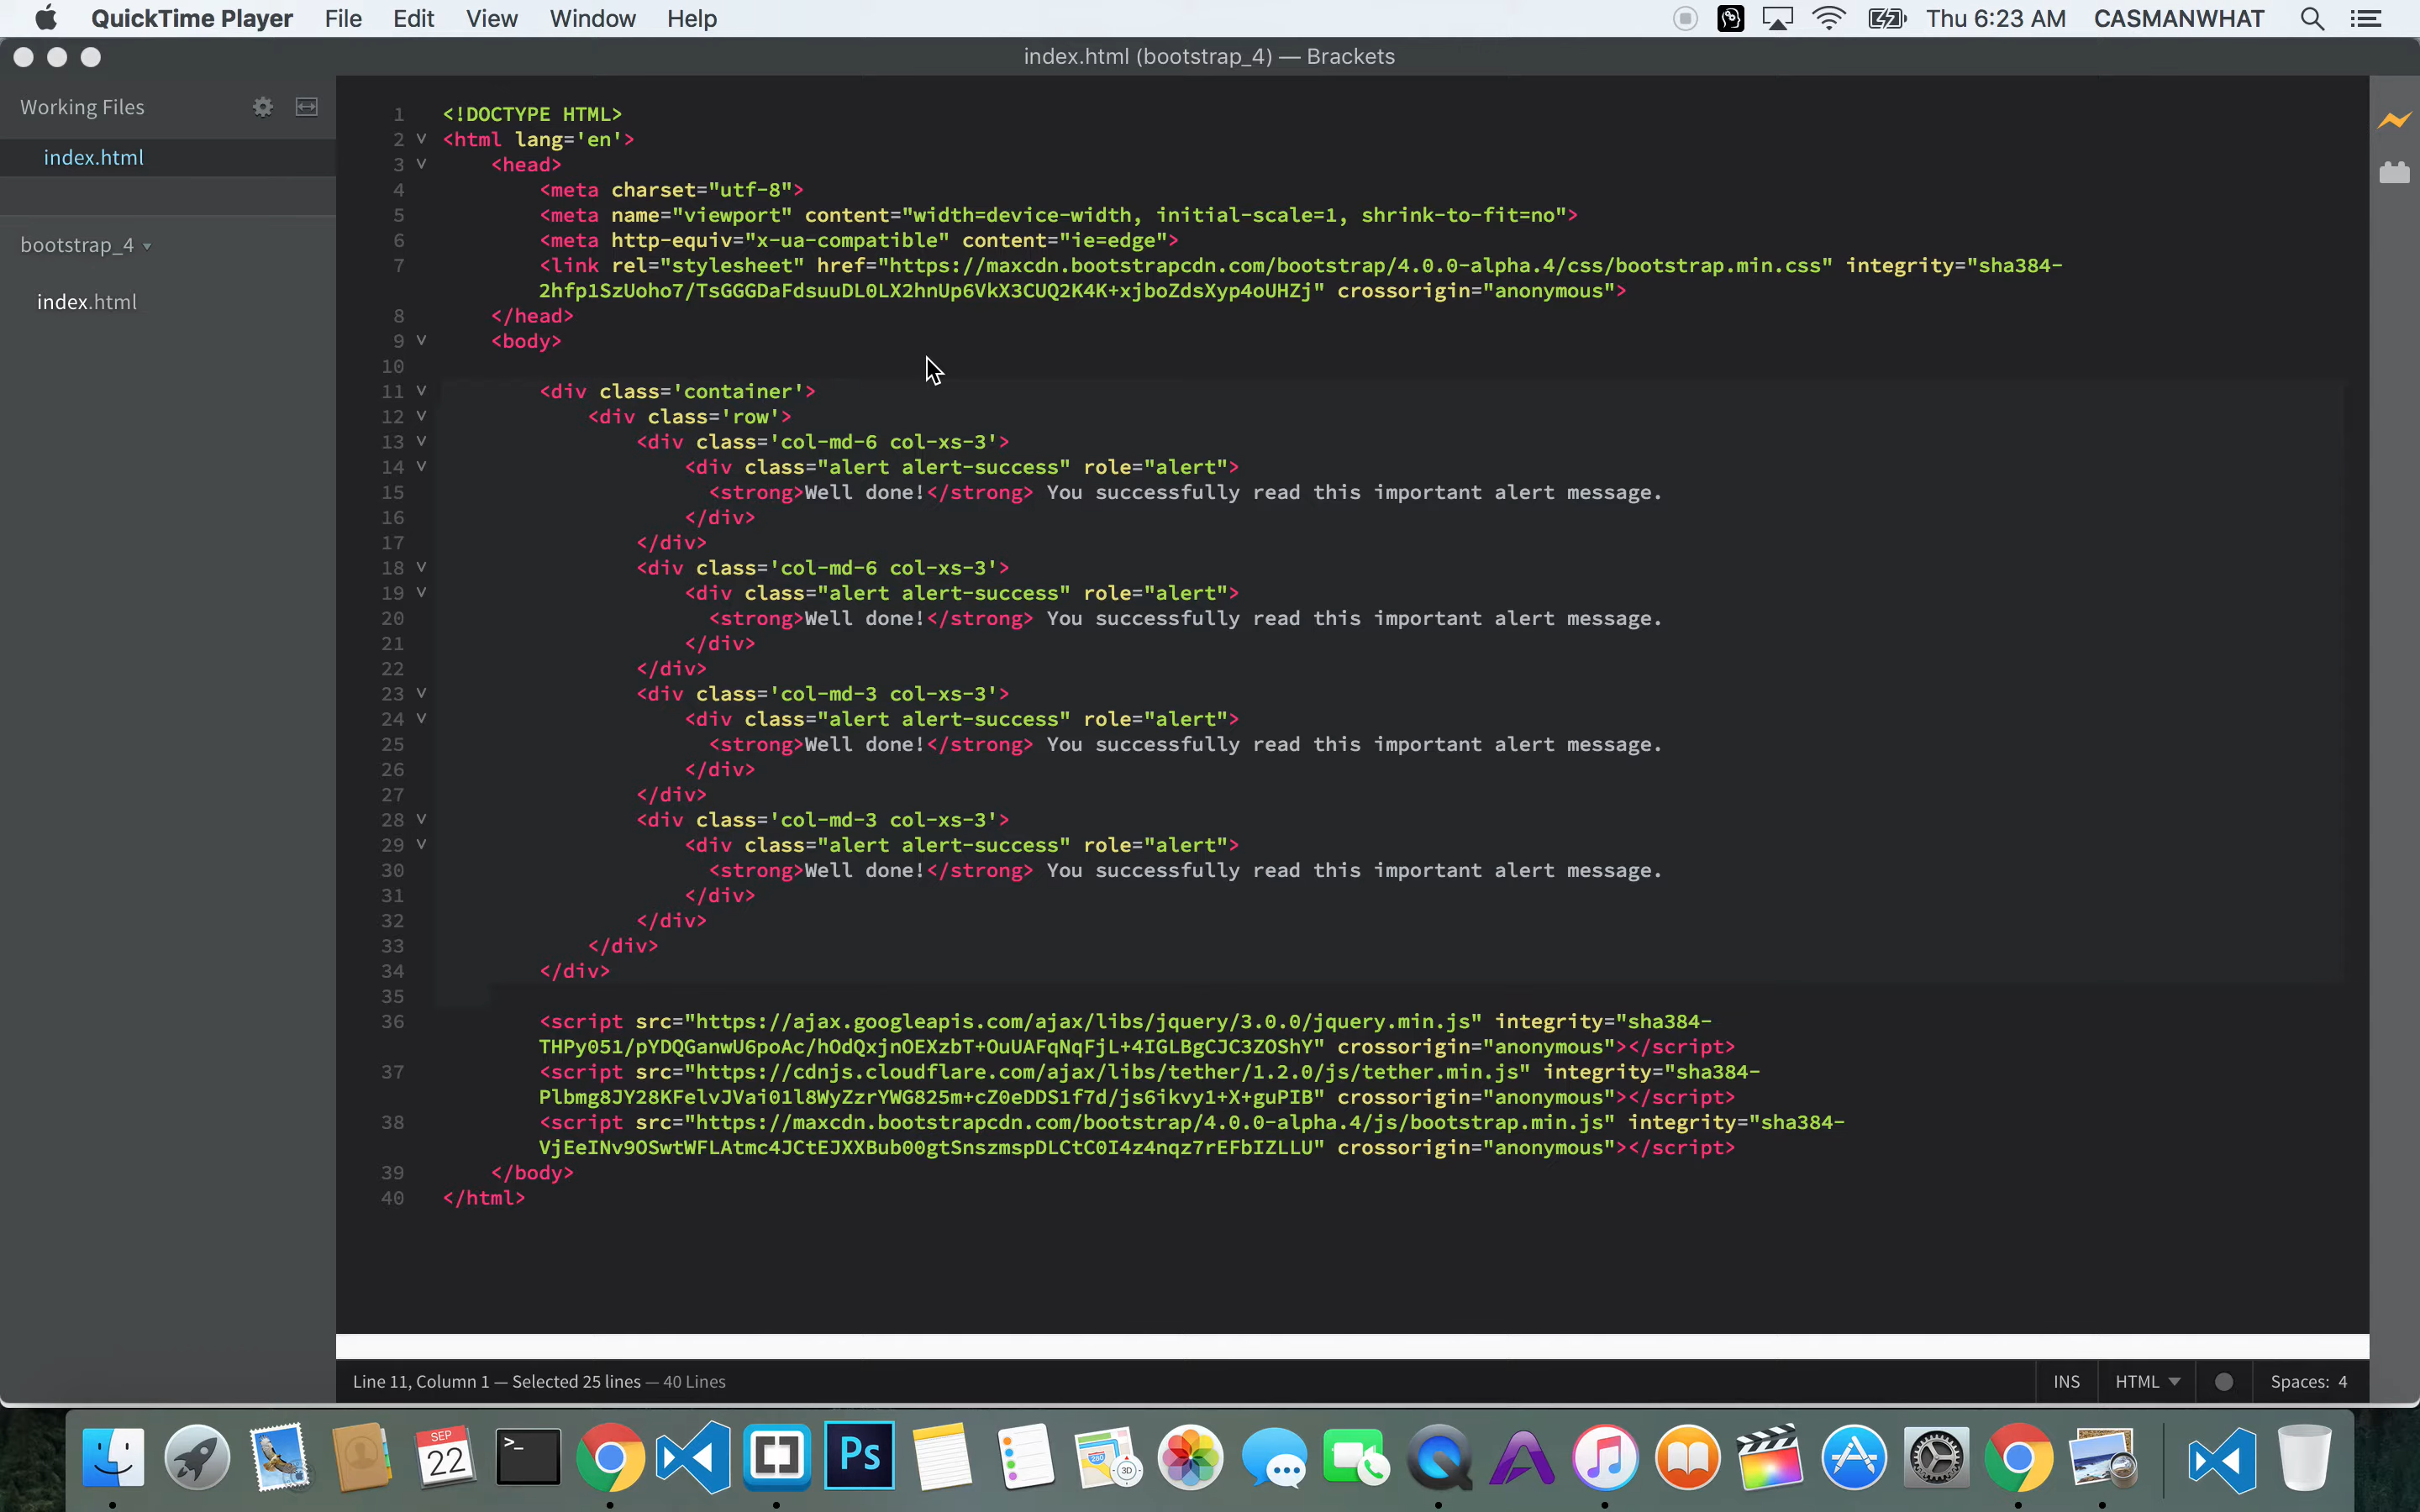 QuickTime Player File Edit View Window Help Thu 6:23 AM CASMANWHAT
index.html (bootstrap_4) — Brackets
Working Files
index.html
bootstrap_4
index.html
1 <!DOCTYPE HTML>
2 <html lang='en'>
3 <head>
4 <meta charset="utf-8">
5 <meta name="viewport" content="width=device-width, initial-scale=1, shrink-to-fit=no">
6 <meta http-equiv="x-ua-compatible" content="ie=edge">
7 <link rel="stylesheet" href="https://maxcdn.bootstrapcdn.com/bootstrap/4.0.0-alpha.4/css/bootstrap.min.css" integrity="sha384-
2hfp1SzUoho7/TsGGGDaFdsuuDL0LX2hnUp6VkX3CUQ2K4K+xjboZdsXyp4oUHZj" crossorigin="anonymous">
8 </head>
9 <body>
10
11 <div class='container'>
12 <div class='row'>
13 <div class='col-md-6 col-xs-3'>
14 <div class="alert alert-success" role="alert">
15 <strong>Well done!</strong> You successfully read this important alert message.
16 </div>
17 </div>
18 <div class='col-md-6 col-xs-3'>
19 <div class="alert alert-success" role="alert">
20 <strong>Well done!</strong> You successfully read this important alert message.
21 </div>
22 </div>
23 <div class='col-md-3 col-xs-3'>
24 <div class="alert alert-success" role="alert">
25 <strong>Well done!</strong> You successfully read this important alert message.
26 </div>
27 </div>
28 <div class='col-md-3 col-xs-3'>
29 <div class="alert alert-success" role="alert">
30 <strong>Well done!</strong> You successfully read this important alert message.
31 </div>
32 </div>
33 </div>
34 </div>
35
36 <script src="https://ajax.googleapis.com/ajax/libs/jquery/3.0.0/jquery.min.js" integrity="sha384-
THPy051/pYDQGanwU6poAc/hOdQxjnOEXzbT+OuUAFqNqFjL+4IGLBgCJC3ZOShY" crossorigin="anonymous"></script>
37 <script src="https://cdnjs.cloudflare.com/ajax/libs/tether/1.2.0/js/tether.min.js" integrity="sha384-
Plbmg8JY28KFelvJVai01l8WyZzrYWG825m+cZ0eDDS1f7d/js6ikvy1+X+guPIB" crossorigin="anonymous"></script>
38 <script src="https://maxcdn.bootstrapcdn.com/bootstrap/4.0.0-alpha.4/js/bootstrap.min.js" integrity="sha384-
VjEeINv9OSwtWFLAtmc4JCtEJXXBub00gtSnszmspDLCtC0I4z4nqz7rEFbIZLLU" crossorigin="anonymous"></script>
39 </body>
40 </html>
Line 11, Column 1 — Selected 25 lines — 40 Lines INS HTML Spaces: 4
SEP
22
>_
Ps
280
3D